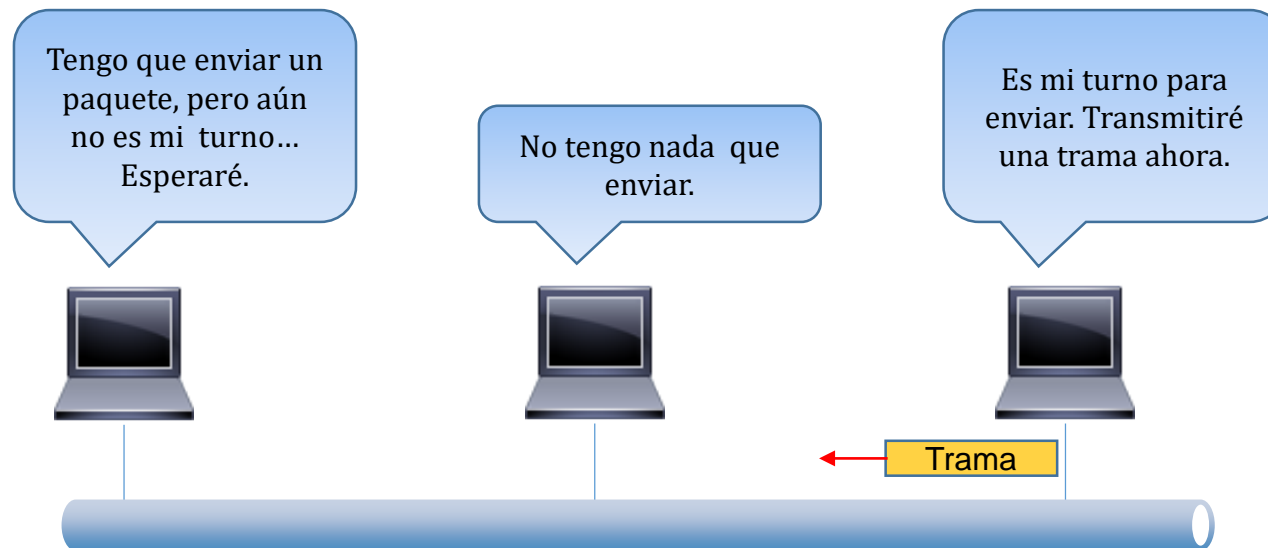 Tengo que enviar un
paquete, pero aún
no es mi turno…
Esperaré.
No tengo nada que
enviar.
Es mi turno para
enviar. Transmitiré
una trama ahora.
Trama